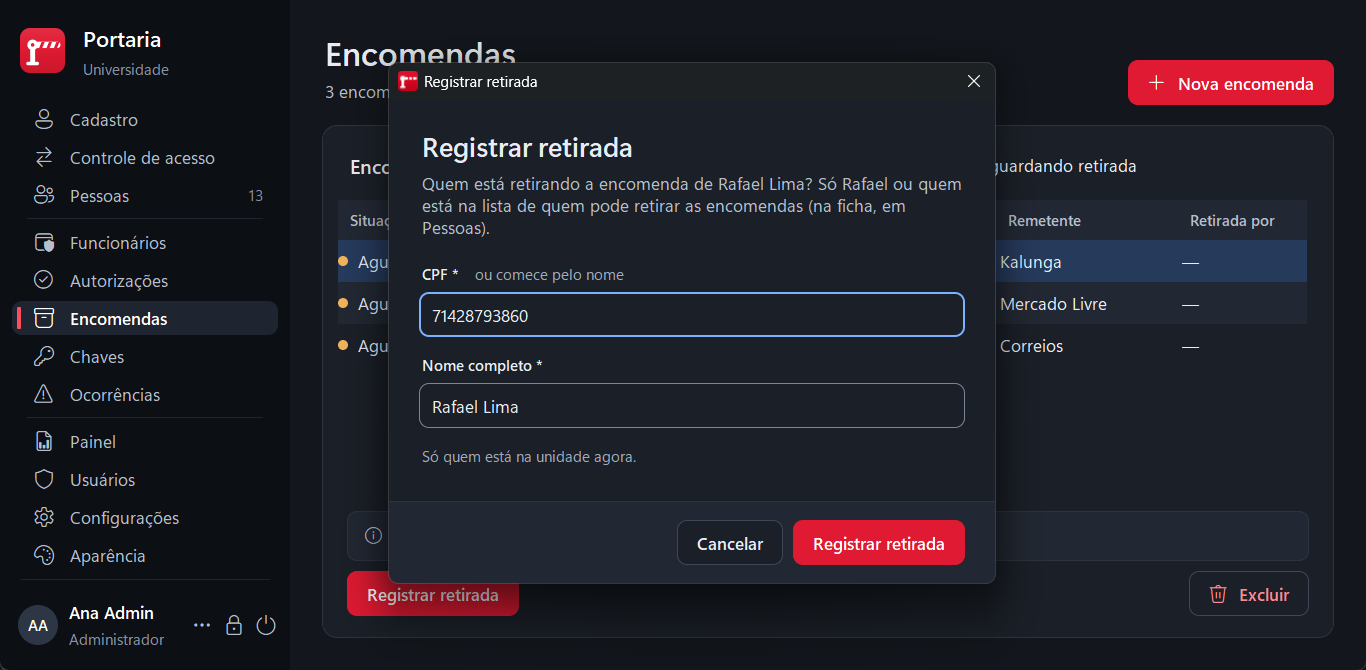 Portaria
Universidade
Cadastro
Controle de acesso
Pessoas 13
Funcionários
Autorizações
Encomendas
Chaves
Ocorrências
Painel
Usuários
Configurações
Aparência
AA
Ana Admin
Administrador
Encomendas
3 encom
Nova encomenda
Enco
guardando retirada
Situaç
Remetente
Retirada por
Agu
Kalunga
—
Agu
Mercado Livre
—
Agu
Correios
—
Registrar retirada
Excluir
Registrar retirada
Registrar retirada
Quem está retirando a encomenda de Rafael Lima? Só Rafael ou quem
está na lista de quem pode retirar as encomendas (na ficha, em
Pessoas).
CPF * ou comece pelo nome
71428793860
Nome completo *
Rafael Lima
Só quem está na unidade agora.
Cancelar
Registrar retirada